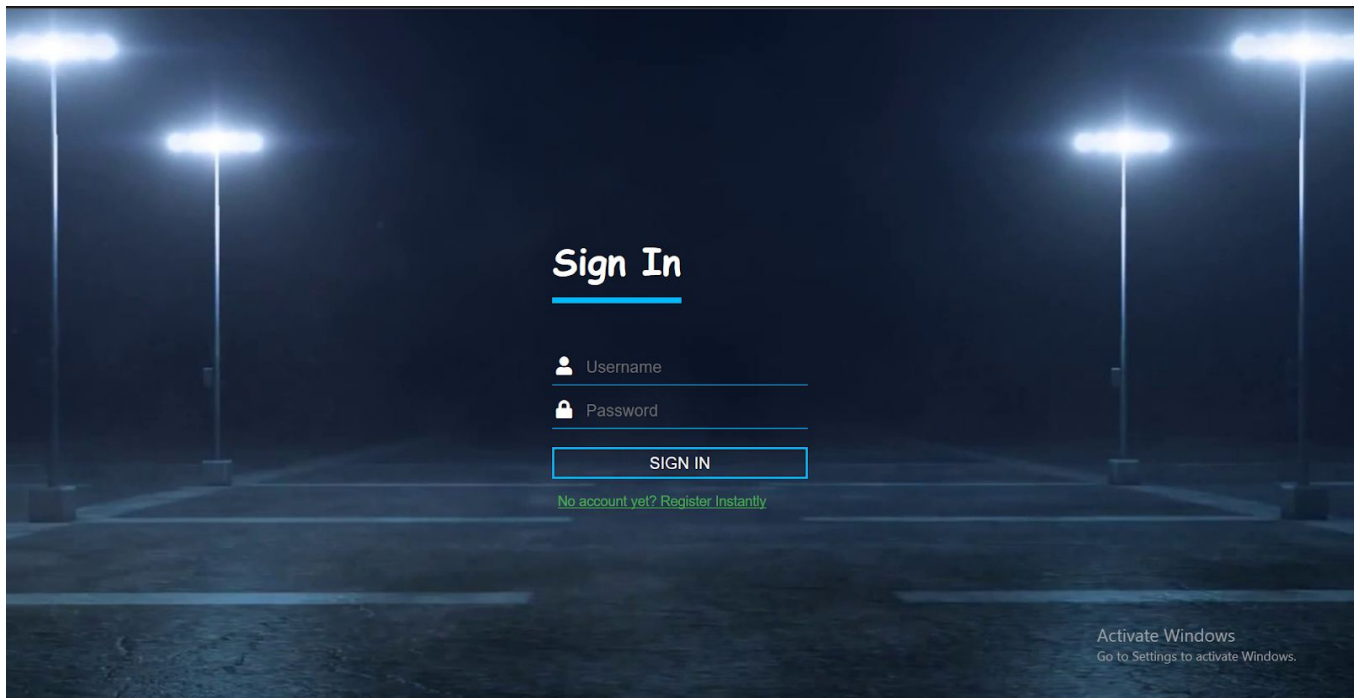 Sign In
Username
Password
SIGN IN
No account yet? Register Instantly
Activate Windows
Go to Settings to activate Windows.